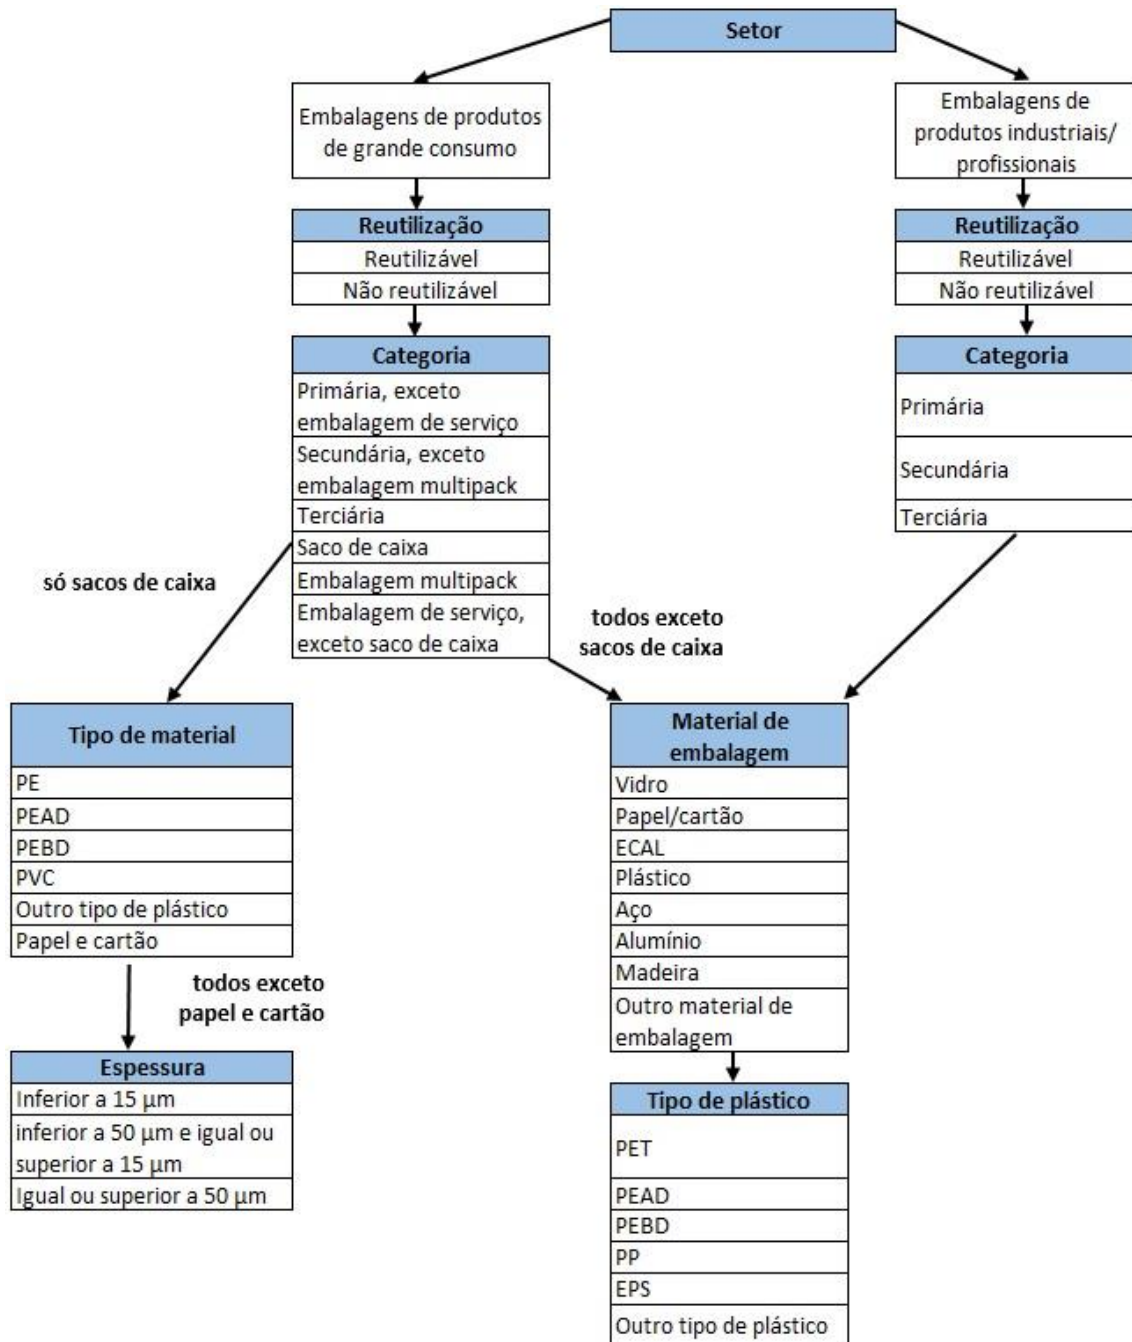 Setor
Embalagens de produtos
de grande consumo
Embalagens de
produtos industriais/
profissionais
Reutilização
Reutilizável
Não reutilizável
Reutilização
Reutilizável
Não reutilizável
Categoria
Primária, exceto
embalagem de serviço
Secundária, exceto
embalagem multipack
Terciária
Saco de caixa
Embalagem multipack
Embalagem de serviço,
exceto saco de caixa
Categoria
Primária
Secundária
Terciária
só sacos de caixa
todos exceto
sacos de caixa
Tipo de material
PE
PEAD
PEBD
PVC
Outro tipo de plástico
Papel e cartão
todos exceto
papel e cartão
Espessura
Inferior a 15 µm
inferior a 50 µm e igual ou
superior a 15 µm
Igual ou superior a 50 µm
Material de
embalagem
Vidro
Papel/cartão
ECAL
Plástico
Aço
Alumínio
Madeira
Outro material de
embalagem
Tipo de plástico
PET
PEAD
PEBD
PP
EPS
Outro tipo de plástico